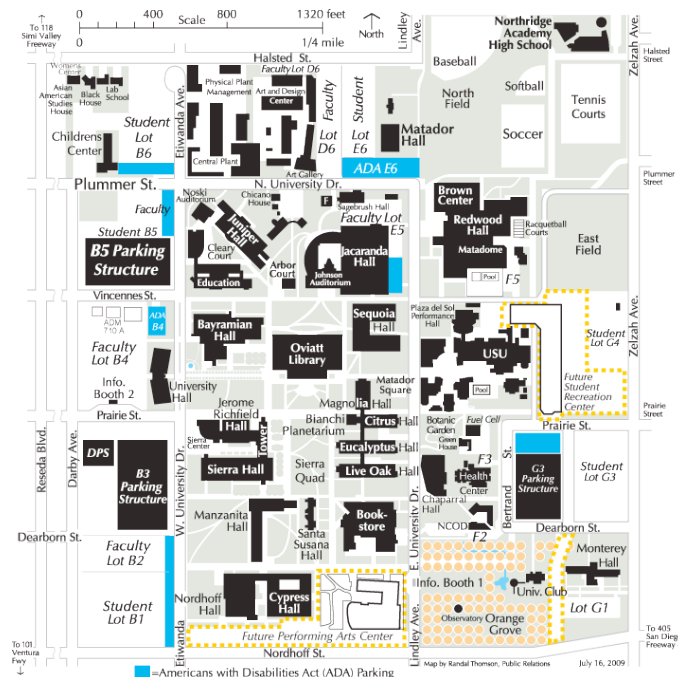 0 400 800 1320 feet
Scale
1/4 mile
North
To 118
Simi Valley
Freeway
Lindley
Ave.
Northridge
Academy
High School
Zelzah Ave.
Halsted
Street
Halsted St.
Womens
Center
Asian
American
Studies
House
Black
House
Lab
School
Childrens
Center
Student
Lot
B6
Etiwanda Ave.
Faculty Lot D6
Physical Plant
Management
Art and Design
Center
Faculty
Lot
D6
Student
Lot
E6
Central Plant
Art Gallery
Matador
Hall
ADA E6
Baseball
North
Field
Softball
Soccer
Tennis
Courts
Plummer St.
N. University Dr.
Plummer
Street
Faculty
Student B5
B5 Parking
Structure
Vincennes St.
Noski
Auditorium
Chicano
House
Juniper
Hall
Cleary
Court
Education
Arbor
Court
F
Sagebrush Hall
Faculty Lot
E5
Jacaranda
Hall
Johnson
Auditorium
Brown
Center
Redwood
Hall
Matadome
Racquetball
Courts
Pool
F5
East
Field
ADM
710 A
ADA
B4
Faculty
Lot B4
Info.
Booth 2
University
Hall
Prairie St.
Bayramian
Hall
Oviatt
Library
Sequoia
Hall
Plaza del Sol
Performance
Hall
USU
Pool
Student
Lot G4
Future
Student
Recreation
Center
Zelzah Ave.
Prairie
Street
Prairie St.
Reseda Blvd.
Darby Ave.
DPS
B3
Parking
Structure
W. University Dr.
Jerome
Richfield
Hall
Sierra
Center
Tower
Sierra Hall
Matador
Square
Magnolia Hall
Bianchi
Planetarium
Citrus Hall
Eucalyptus Hall
Live Oak Hall
Sierra
Quad
Botanic
Garden
Fuel Cell
Green
House
F3
Health
Center
Chaparral
Hall
NCOD
F2
Bertrand St.
G3
Parking
Structure
Student
Lot G3
Dearborn St.
Dearborn St.
Manzanita
Hall
Santa
Susana
Hall
Book-
store
E. University Dr.
Faculty
Lot B2
Student
Lot B1
Etiwanda
Nordhoff
Hall
Cypress
Hall
Future Performing Arts Center
Nordhoff St.
Lindley Ave.
Info. Booth 1
Univ. Club
Observatory
Orange
Grove
Monterey
Hall
Lot G1
To 405
San Diego
Freeway
To 101
Ventura
Fwy
=Americans with Disabilities Act (ADA) Parking
Map by Randal Thomson, Public Relations
July 16, 2009